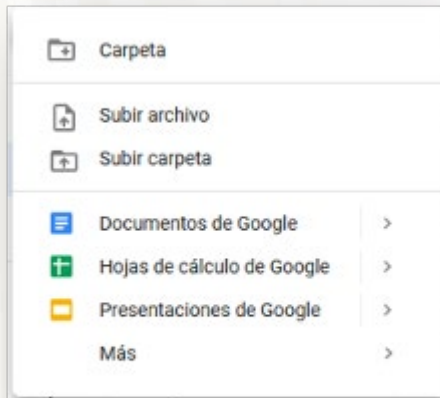 Carpeta
Subir archivo
Subir carpeta
Documentos de Google
Hojas de cálculo de Google
Presentaciones de Google
Más